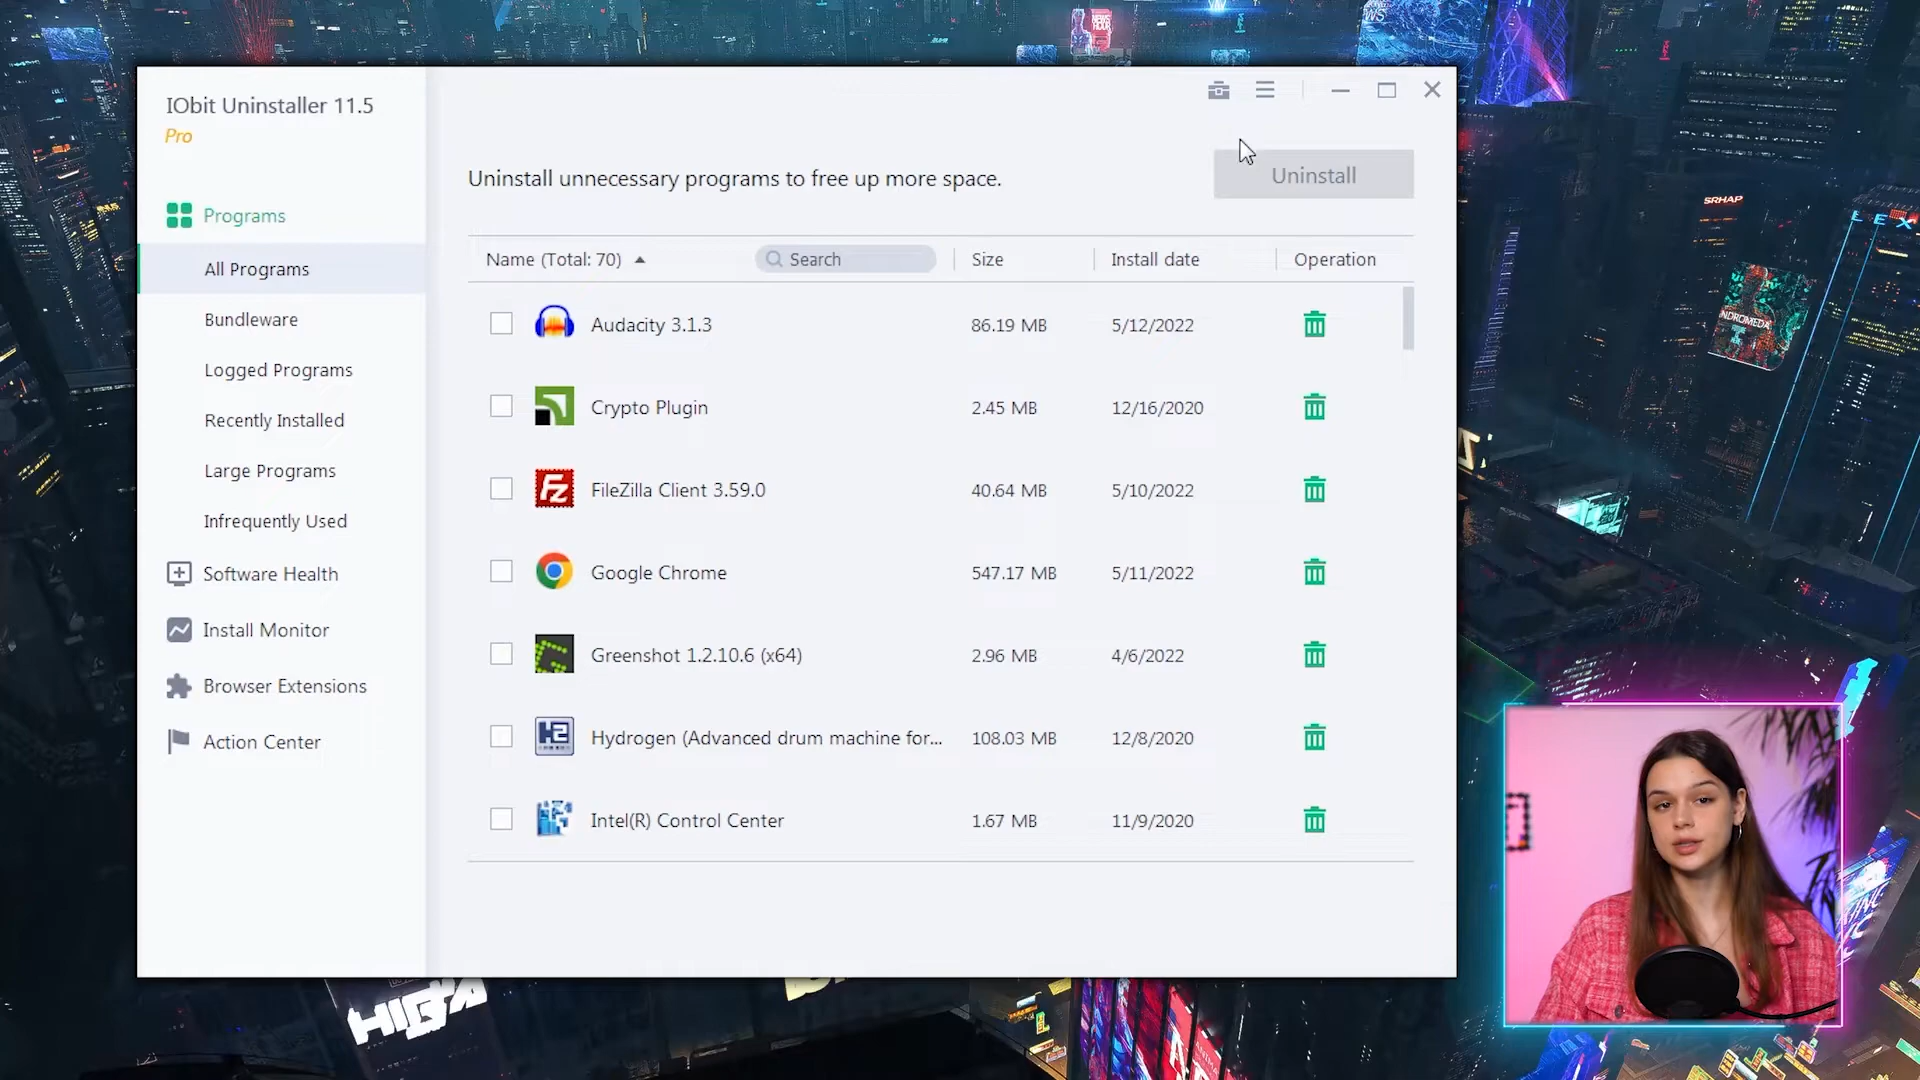 NEWS
HOUR
IObit Uninstaller 11.5
Pro
Uninstall unnecessary programs to free up more space.
Uninstall
Programs
All Programs
Bundleware
Logged Programs
Recently Installed
Large Programs
Infrequently Used
Software Health
Install Monitor
Browser Extensions
Action Center
Name (Total: 70)
Search
Size
Install date
Operation
Audacity 3.1.3
86.19 MB
5/12/2022
Crypto Plugin
2.45 MB
12/16/2020
FileZilla Client 3.59.0
40.64 MB
5/10/2022
Google Chrome
547.17 MB
5/11/2022
Greenshot 1.2.10.6 (x64)
2.96 MB
4/6/2022
Hydrogen (Advanced drum machine for...
108.03 MB
12/8/2020
Intel(R) Control Center
1.67 MB
11/9/2020
SRHAP
LEX
NDROMEDA